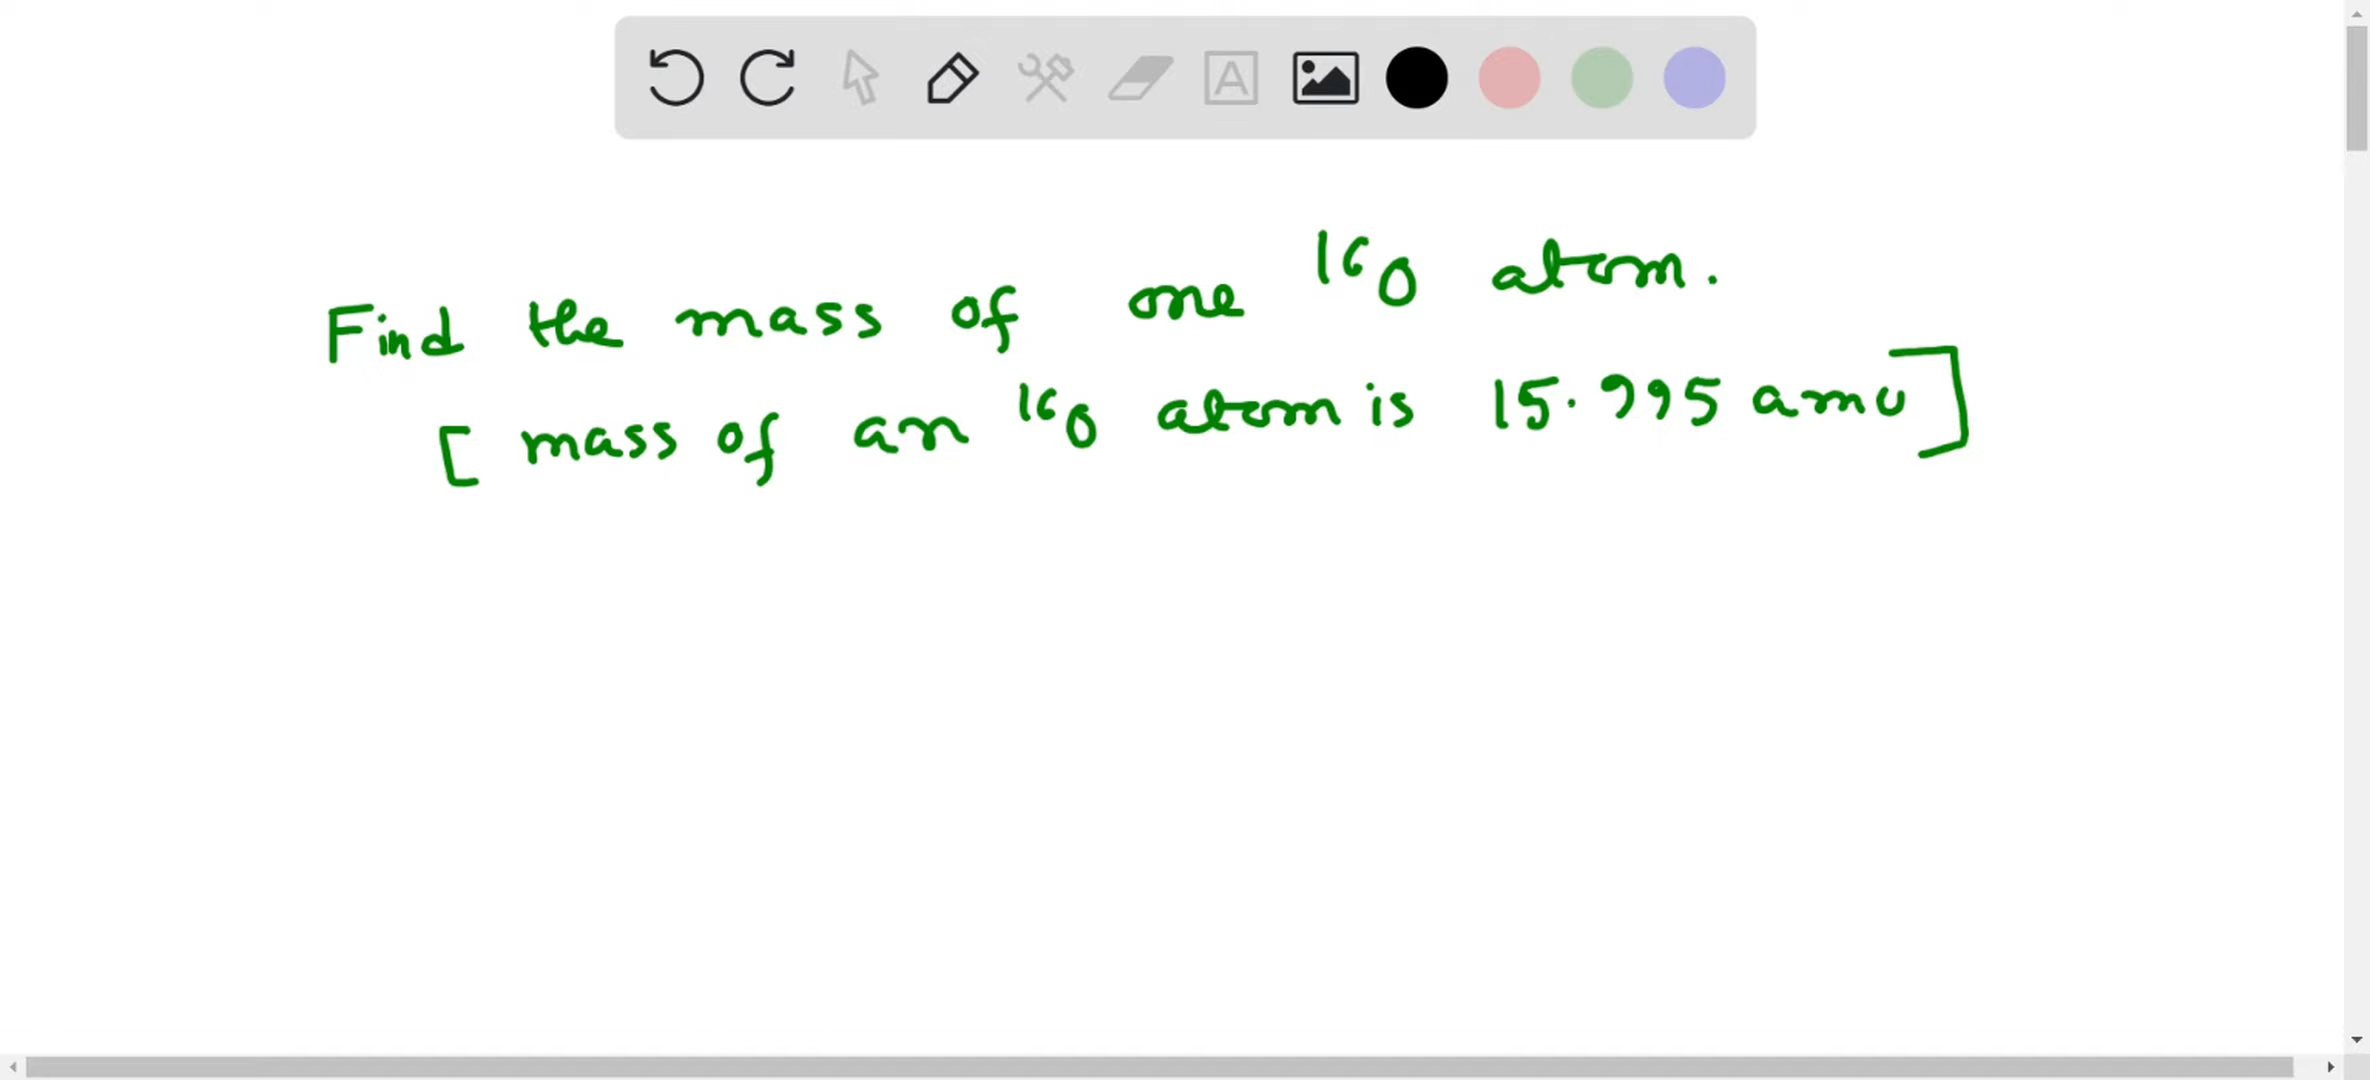 A
Find the mass of one ¹⁶O atom.
[ mass of an ¹⁶O atom is 15.995 amu ]